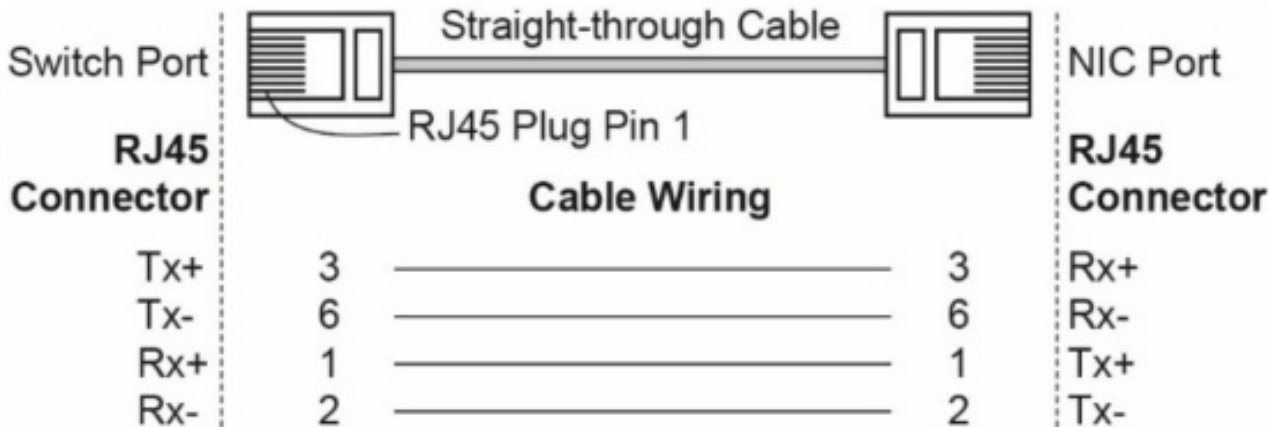 Straight-through Cable
Switch Port NIC Port
RJ45 Plug Pin 1
RJ45 Connector Cable Wiring RJ45 Connector
Tx+ 3 3 Rx+
Tx- 6 6 Rx-
Rx+ 1 1 Tx+
Rx- 2 2 Tx-